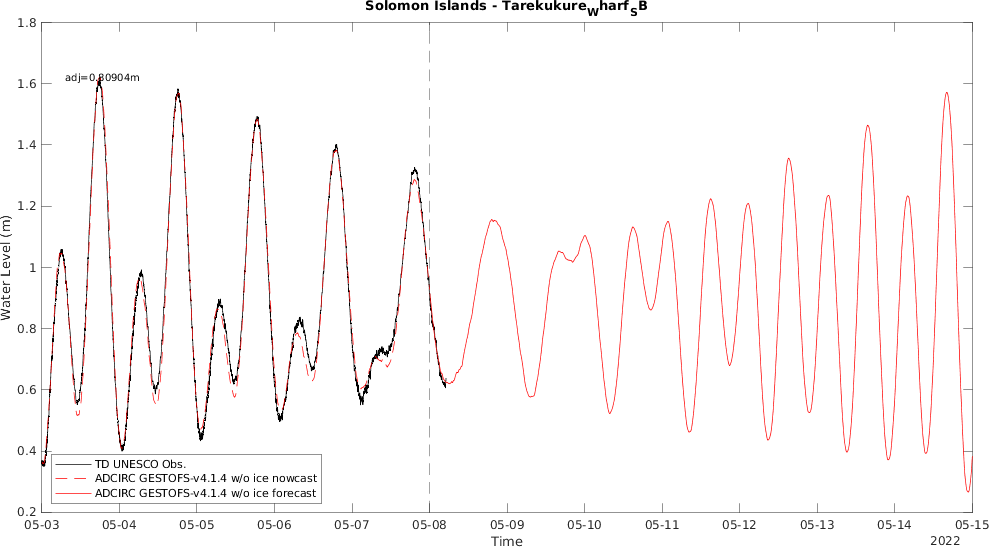 Solomon Islands - Tarekukure_Wharf_SB
adj=0.80904m
1.8
1.6
1.4
1.2
1
0.8
0.6
0.4
0.2
Water Level (m)
TD UNESCO Obs.
ADCIRC GESTOFS-v4.1.4 w/o ice nowcast
ADCIRC GESTOFS-v4.1.4 w/o ice forecast
05-03 05-04 05-05 05-06 05-07 05-08 05-09 05-10 05-11 05-12 05-13 05-14 05-15
Time
2022